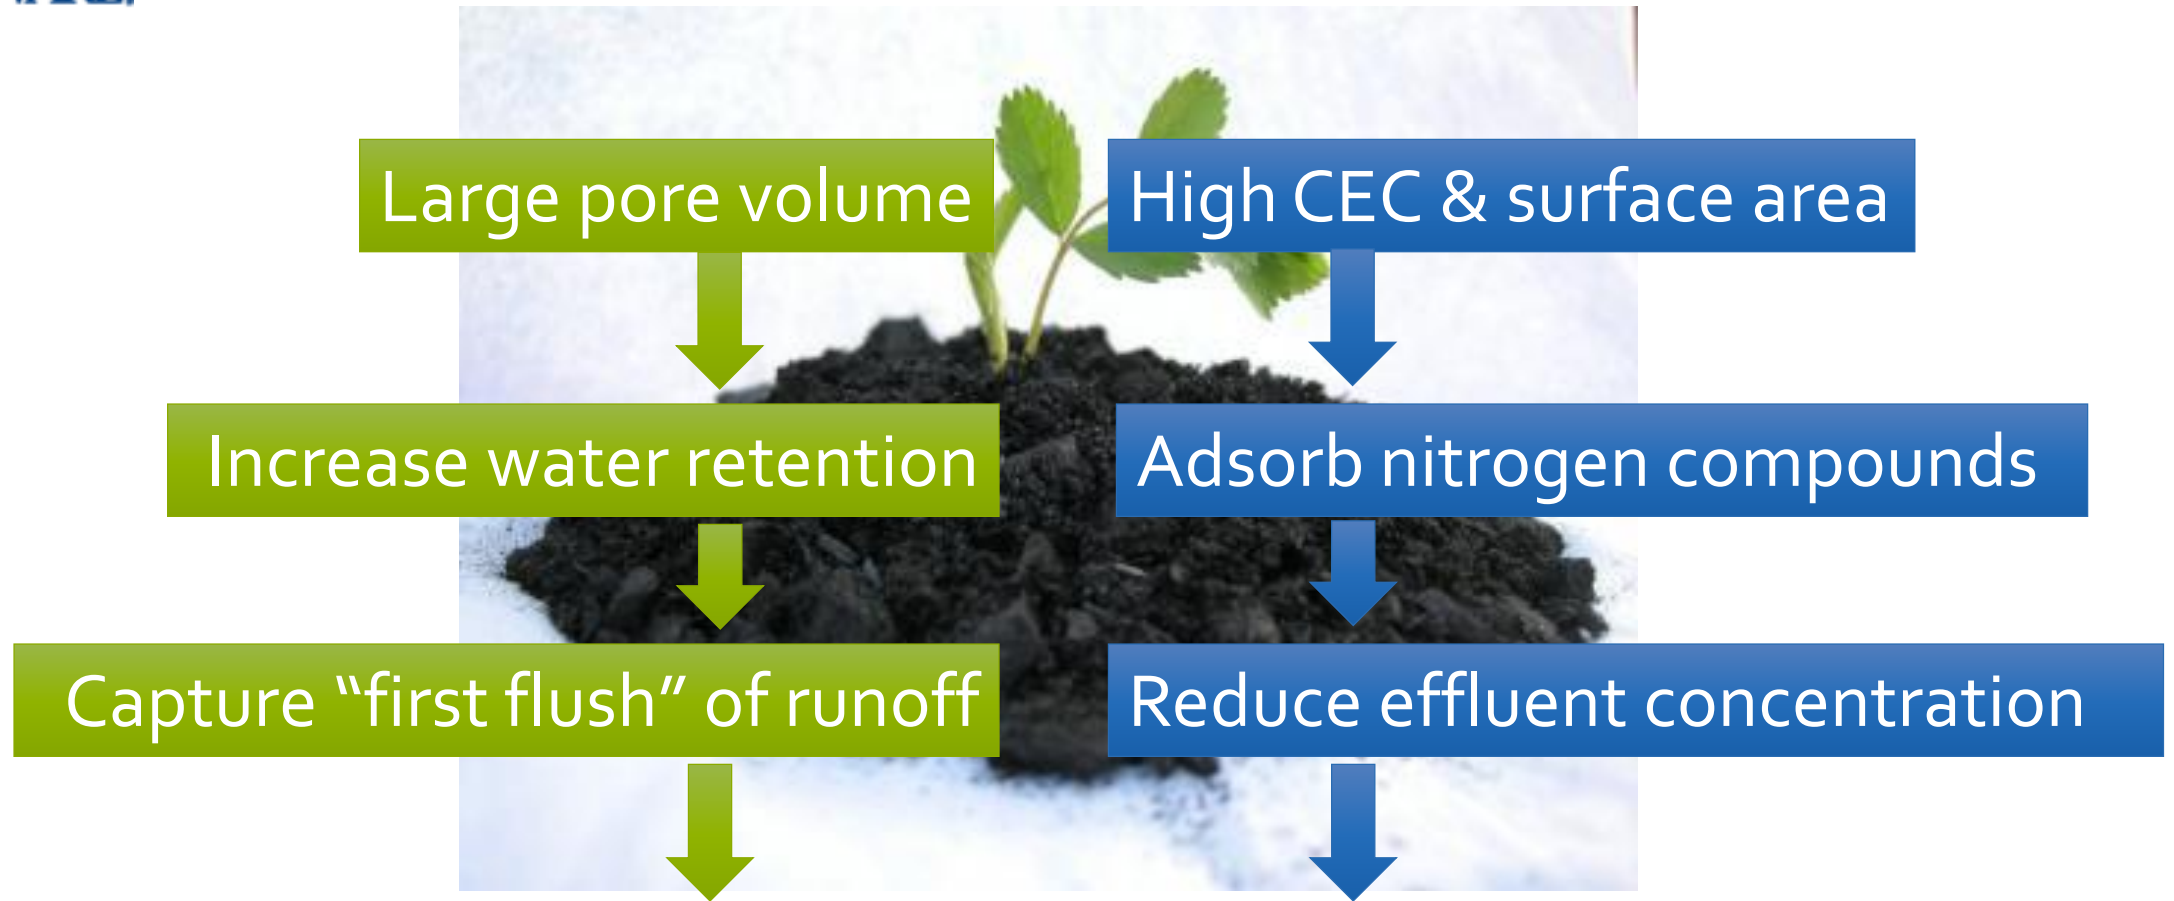 Large pore volume
High CEC & surface area
Increase water retention
Adsorb nitrogen compounds
Capture “first flush” of runoff
Reduce effluent concentration